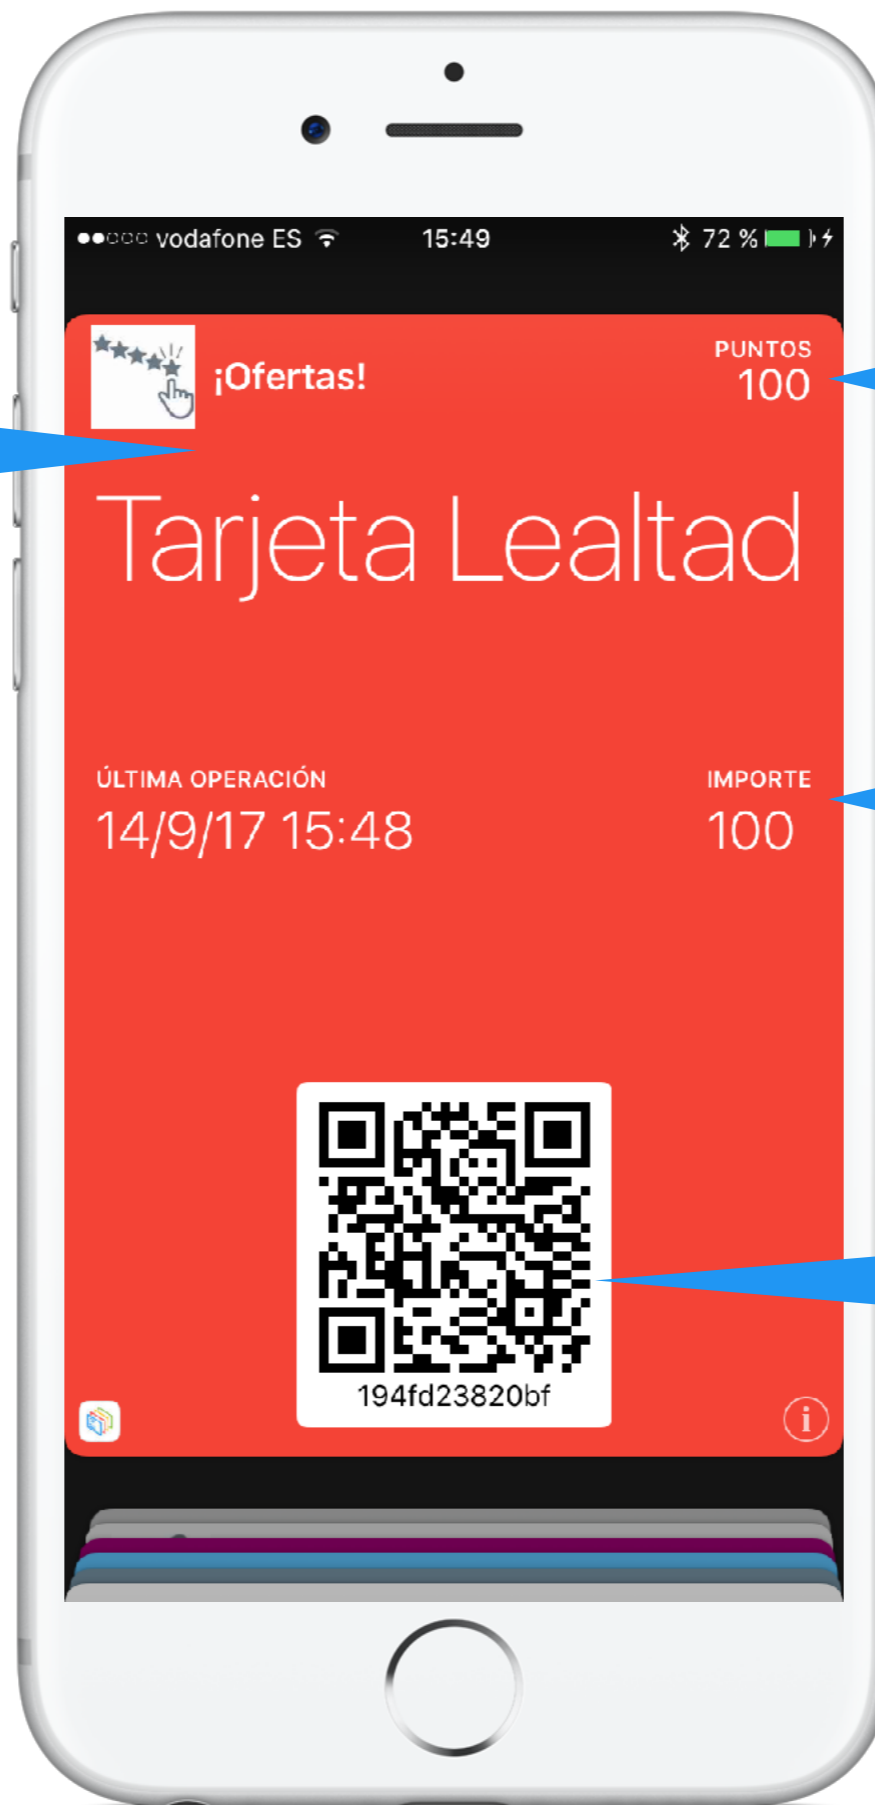 vodafone ES 15:49 72 %
¡Ofertas!
PUNTOS
100
Tarjeta Lealtad
ÚLTIMA OPERACIÓN IMPORTE
14/9/17 15:48 100
194fd23820bf
i